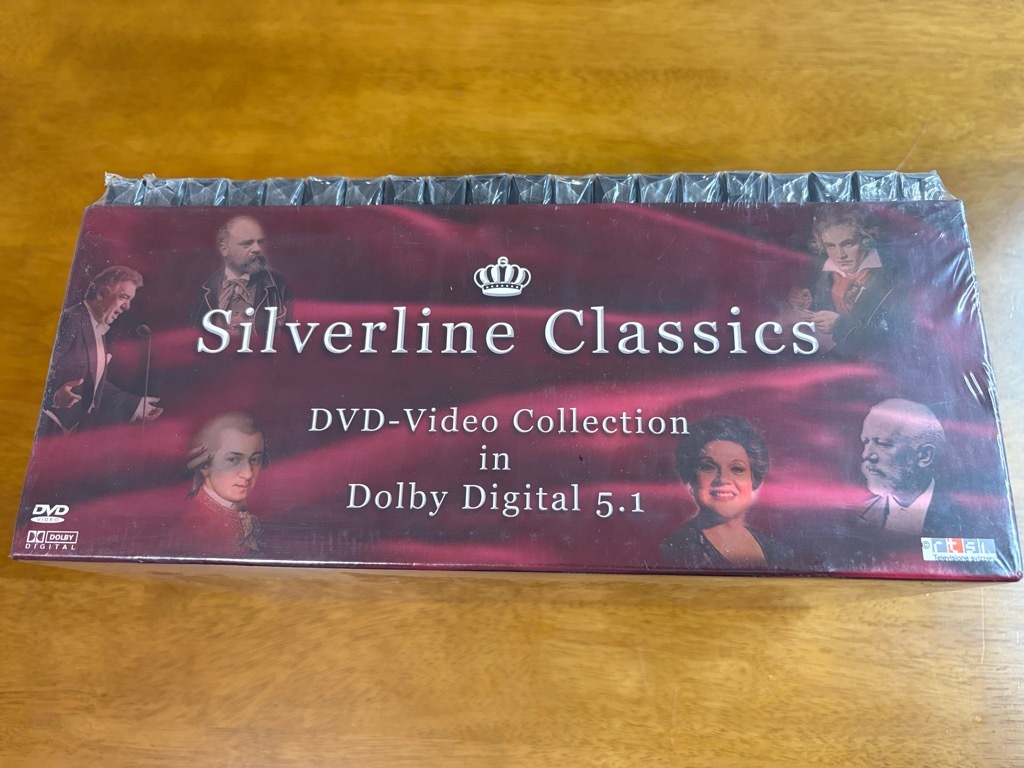 Silverline Classics
DVD-Video Collection
in
Dolby Digital 5.1
DVD
VIDEO
DOLBY
DIGITAL
© rtsi
Televisione svizzera